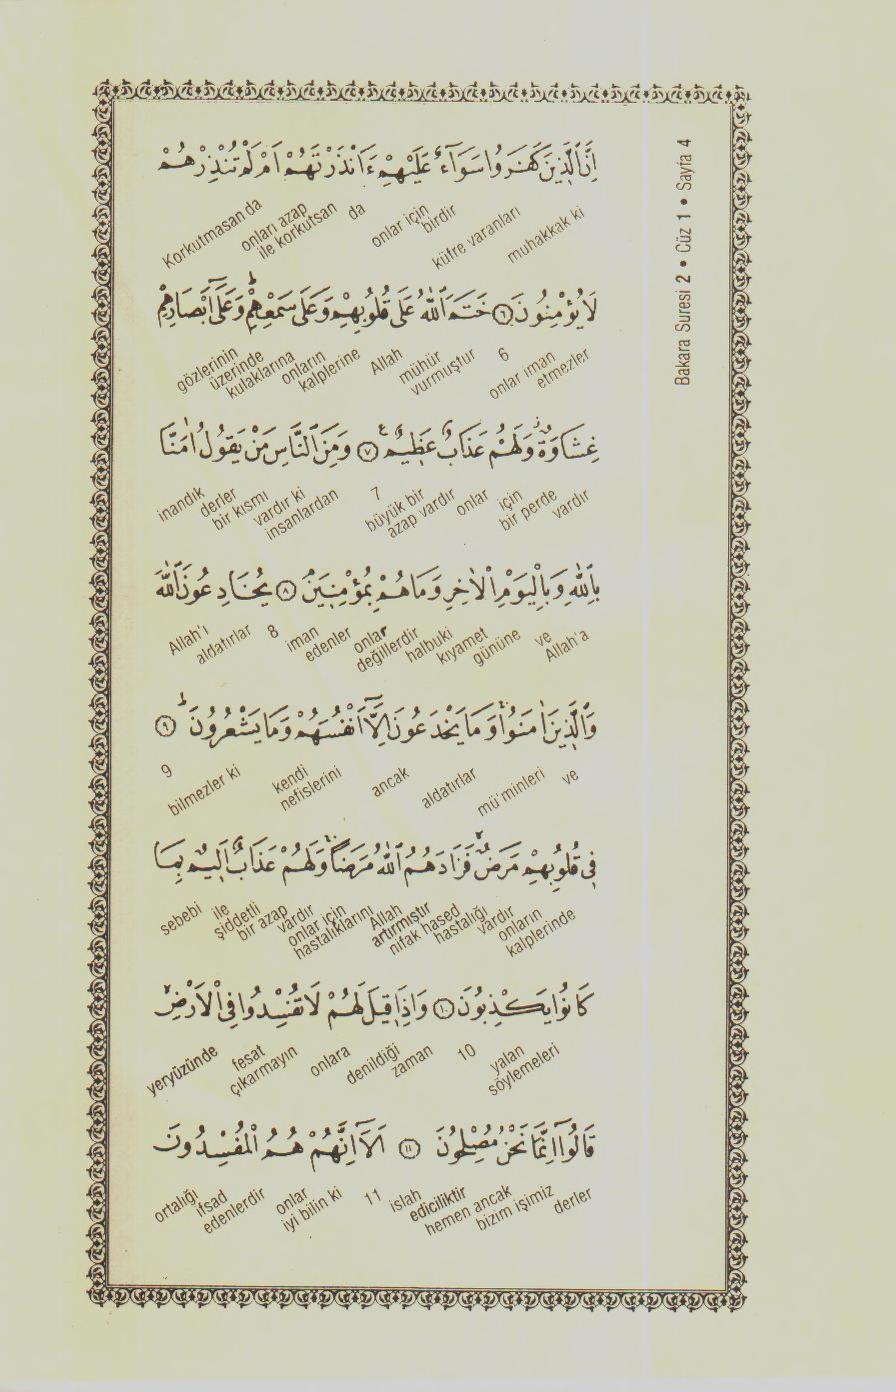 Bakara Suresi 2 • Cüz 1 • Sayfa 4
اِنَّ الَّذ۪ينَ كَفَرُوا سَوَٓاءٌ عَلَيْهِمْ ءَاَنْذَرْتَهُمْ اَمْ لَمْ تُنْذِرْهُمْ
muhakkak ki küfre varanları birdir onlar için da ile korkutsan onları azap Korkutmasan da
لَا يُؤْمِنُونَ ﴿٦﴾ خَتَمَ اللّٰهُ عَلٰى قُلُوبِهِمْ وَعَلٰى سَمْعِهِمْۜ وَعَلٰٓى اَبْصَارِهِمْ
onlar iman etmezler 6 mühür vurmuştur Allah onların kalplerine kulaklarına üzerinde gözlerinin
غِشَاوَةٌۘ وَلَهُمْ عَذَابٌ عَظ۪يمٌ۟ ﴿٧﴾ وَمِنَ النَّاسِ مَنْ يَقُولُ اٰمَنَّا
vardır bir perde için onlar azap vardır büyük bir 7 insanlardan vardır ki bir kısmı derler inandık
بِاللّٰهِ وَبِالْيَوْمِ الْاٰخِرِ وَمَا هُمْ بِمُؤْمِن۪ينَۢ ﴿٨﴾ يُخَادِعُونَ اللّٰهَ
Allah'a ve gününe kıyamet halbuki değillerdir onlar iman edenler 8 aldatırlar Allah'ı
وَالَّذ۪ينَ اٰمَنُواۚ وَمَا يَخْدَعُونَ اِلَّٓا اَنْفُسَهُمْ وَمَا يَشْعُرُونَۜ ﴿٩﴾
ve mü'minleri aldatırlar ancak kendi nefislerini bilmezler ki 9
ف۪ي قُلُوبِهِمْ مَرَضٌۙ فَزَادَهُمُ اللّٰهُ مَرَضًاۚ وَلَهُمْ عَذَابٌ اَل۪يمٌۙ بِمَا
onların kalplerinde vardır hastalığı nifak hased artırmıştır Allah hastalıklarını onlar için vardır bir azap şiddetli ile sebebi
كَانُوا يَكْذِبُونَ ﴿١٠﴾ وَاِذَا ق۪يلَ لَهُمْ لَا تُفْسِدُوا فِي الْاَرْضِۙ
yalan söylemeleri 10 zaman denildiği onlara fesat çıkarmayın yeryüzünde
قَالُٓوا اِنَّمَا نَحْنُ مُصْلِحُونَ ﴿١١﴾ اَلَٓا اِنَّهُمْ هُمُ الْمُفْسِدُونَ
derler bizim işimiz hemen ancak islah ediciliktir 11 iyi bilin ki onlar edenlerdir ifsad ortalığı